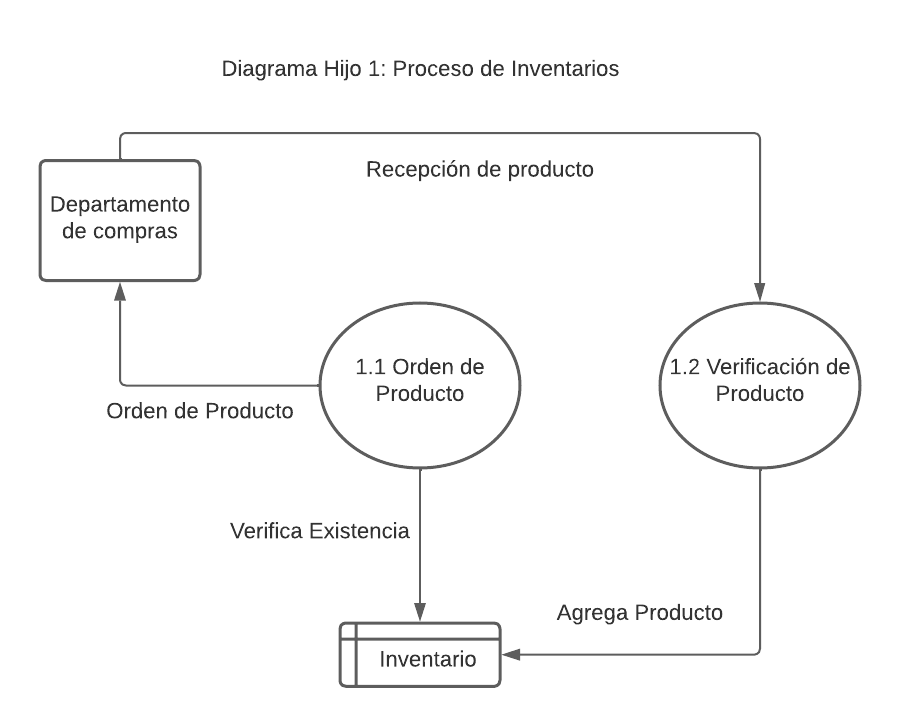 Diagrama Hijo 1: Proceso de Inventarios
Recepción de producto
Departamento
de compras
1.1 Orden de
Producto
1.2 Verificación de
Producto
Orden de Producto
Verifica Existencia
Agrega Producto
Inventario